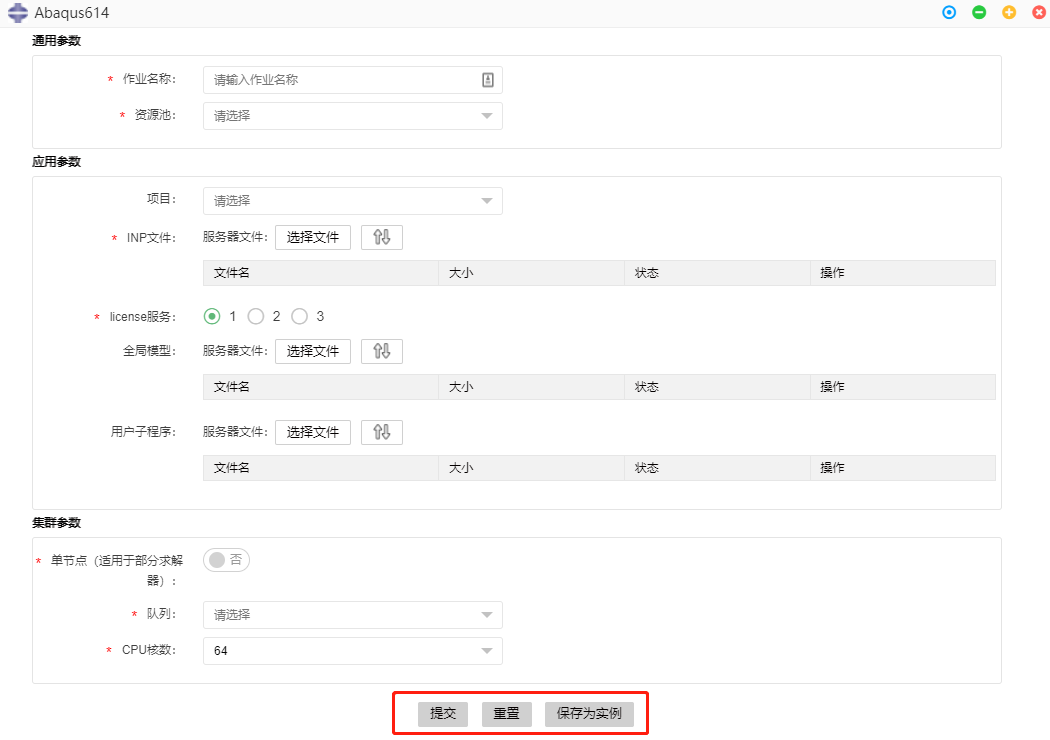 Abaqus614
通用参数
* 作业名称: 请输入作业名称
* 资源池: 请选择
应用参数
项目: 请选择
* INP文件: 服务器文件: 选择文件
文件名 大小 状态 操作
* license服务: 1 2 3
全局模型: 服务器文件: 选择文件
文件名 大小 状态 操作
用户子程序: 服务器文件: 选择文件
文件名 大小 状态 操作
集群参数
* 单节点（适用于部分求解 否
器）:
* 队列: 请选择
* CPU核数: 64
提交 重置 保存为实例